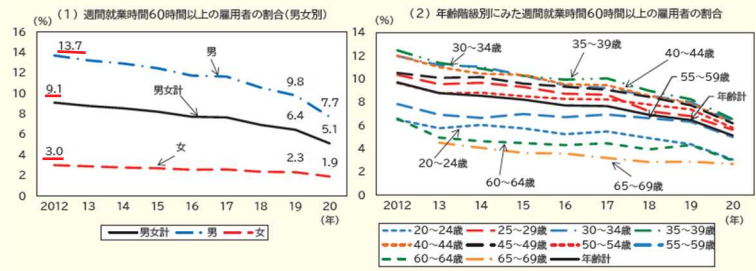 （１）週間就業時間60時間以上の雇用者の割合（男女別）
(%)
16
14
12
10
8
6
4
2
0
13.7
9.1
3.0
男
男女計
女
9.8
7.7
6.4
5.1
2.3
1.9
2012 13 14 15 16 17 18 19 20
(年)
男女計 男 女
（２）年齢階級別にみた週間就業時間60時間以上の雇用者の割合
(%)
14
12
10
8
6
4
2
0
30～34歳
35～39歳
40～44歳
55～59歳
年齢計
20～24歳
60～64歳
65～69歳
2012 13 14 15 16 17 18 19 20
(年)
20～24歳 25～29歳 30～34歳 35～39歳
40～44歳 45～49歳 50～54歳 55～59歳
60～64歳 65～69歳 年齢計